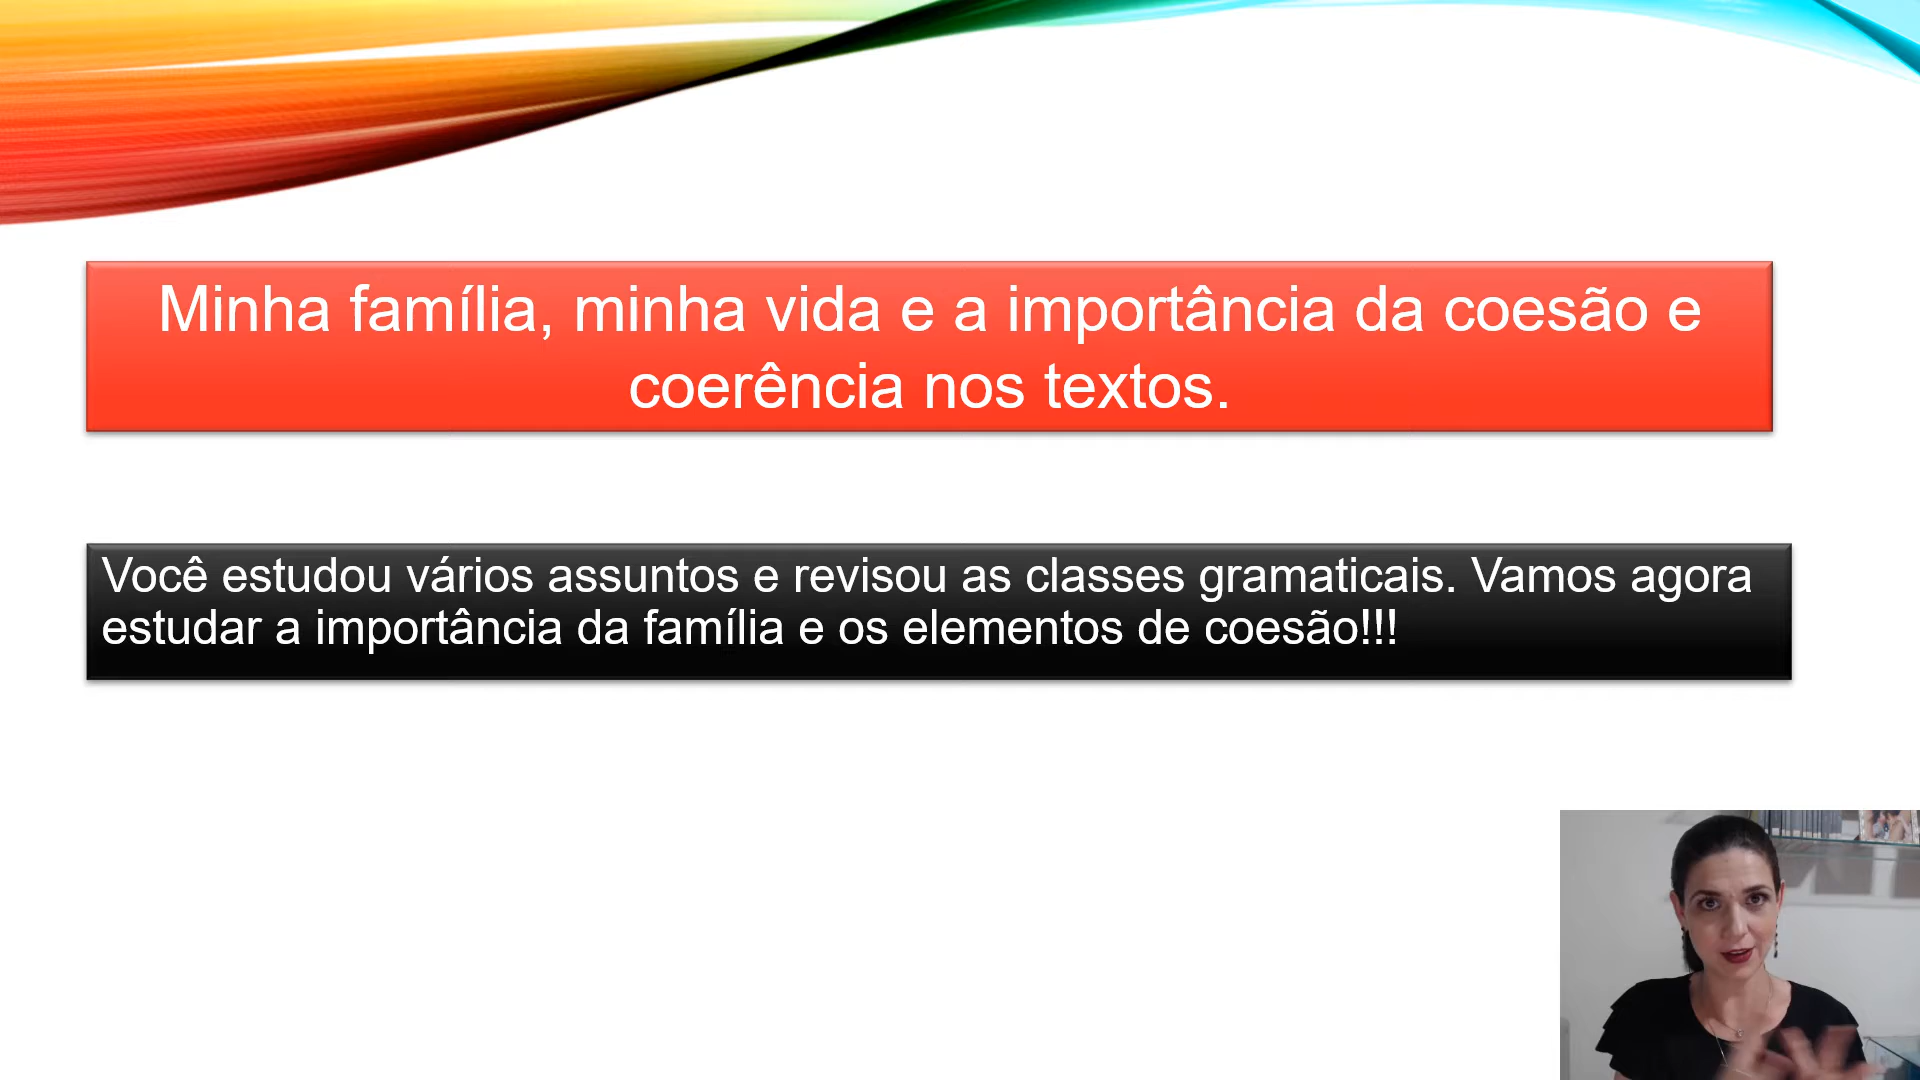 Minha família, minha vida e a importância da coesão e
coerência nos textos.
Você estudou vários assuntos e revisou as classes gramaticais. Vamos agora
estudar a importância da família e os elementos de coesão!!!